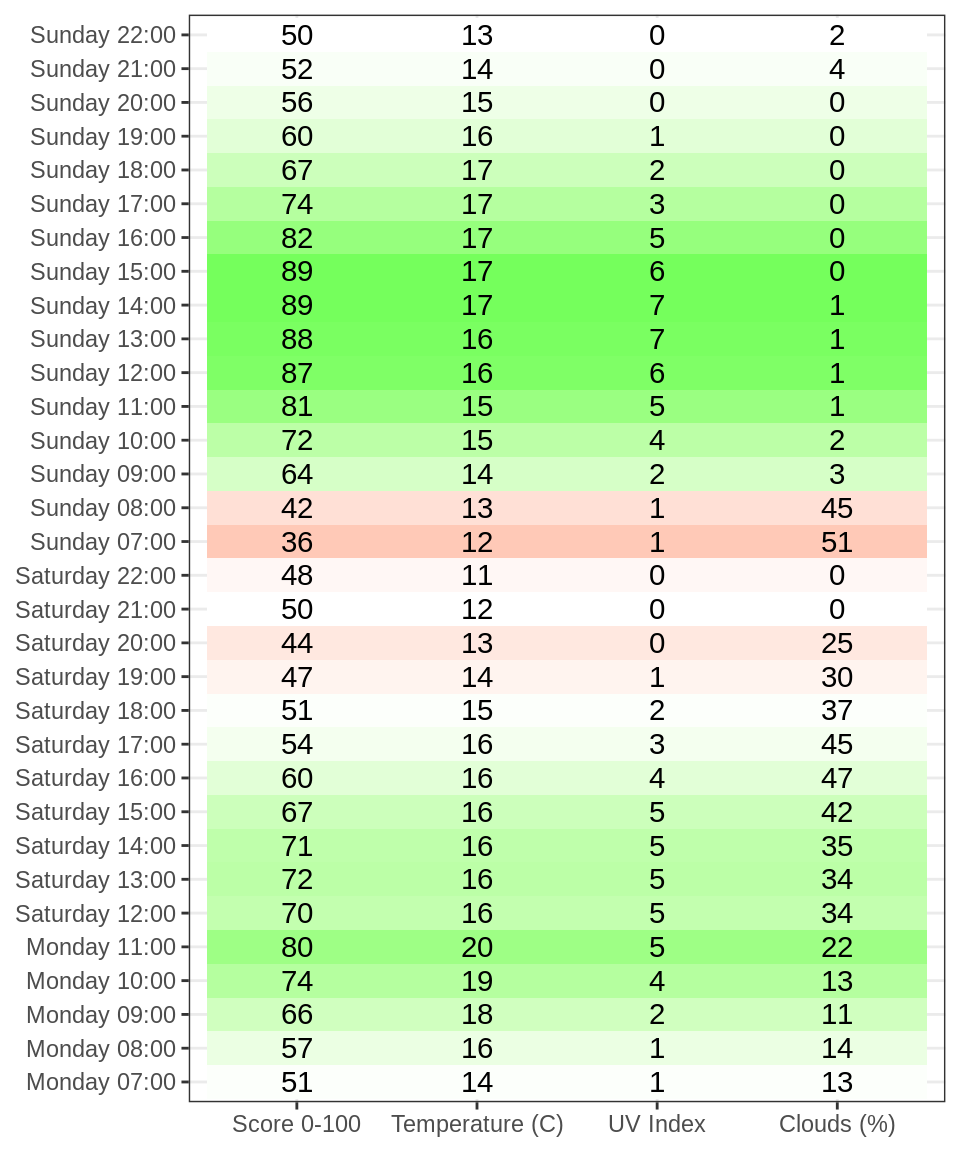 Sunday 22:00 50 13 0 2
Sunday 21:00 52 14 0 4
Sunday 20:00 56 15 0 0
Sunday 19:00 60 16 1 0
Sunday 18:00 67 17 2 0
Sunday 17:00 74 17 3 0
Sunday 16:00 82 17 5 0
Sunday 15:00 89 17 6 0
Sunday 14:00 89 17 7 1
Sunday 13:00 88 16 7 1
Sunday 12:00 87 16 6 1
Sunday 11:00 81 15 5 1
Sunday 10:00 72 15 4 2
Sunday 09:00 64 14 2 3
Sunday 08:00 42 13 1 45
Sunday 07:00 36 12 1 51
Saturday 22:00 48 11 0 0
Saturday 21:00 50 12 0 0
Saturday 20:00 44 13 0 25
Saturday 19:00 47 14 1 30
Saturday 18:00 51 15 2 37
Saturday 17:00 54 16 3 45
Saturday 16:00 60 16 4 47
Saturday 15:00 67 16 5 42
Saturday 14:00 71 16 5 35
Saturday 13:00 72 16 5 34
Saturday 12:00 70 16 5 34
Monday 11:00 80 20 5 22
Monday 10:00 74 19 4 13
Monday 09:00 66 18 2 11
Monday 08:00 57 16 1 14
Monday 07:00 51 14 1 13
Score 0-100 Temperature (C) UV Index Clouds (%)